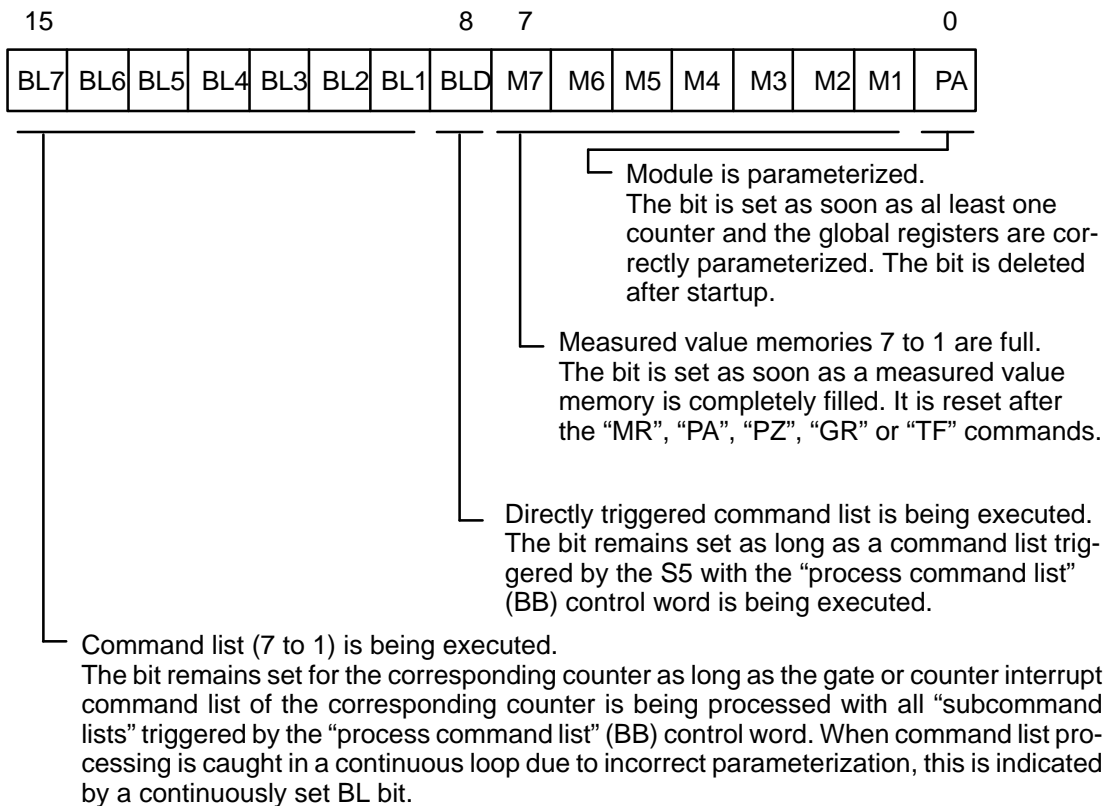 15 8 7 0
BL7 BL6 BL5 BL4 BL3 BL2 BL1 BLD M7 M6 M5 M4 M3 M2 M1 PA
Module is parameterized.
The bit is set as soon as al least one
counter and the global registers are cor-
rectly parameterized. The bit is deleted
after startup.
Measured value memories 7 to 1 are full.
The bit is set as soon as a measured value
memory is completely filled. It is reset after
the “MR”, “PA”, “PZ”, “GR” or “TF” commands.
Directly triggered command list is being executed.
The bit remains set as long as a command list trig-
gered by the S5 with the “process command list”
(BB) control word is being executed.
Command list (7 to 1) is being executed.
The bit remains set for the corresponding counter as long as the gate or counter interrupt
command list of the corresponding counter is being processed with all “subcommand
lists” triggered by the “process command list” (BB) control word. When command list pro-
cessing is caught in a continuous loop due to incorrect parameterization, this is indicated
by a continuously set BL bit.